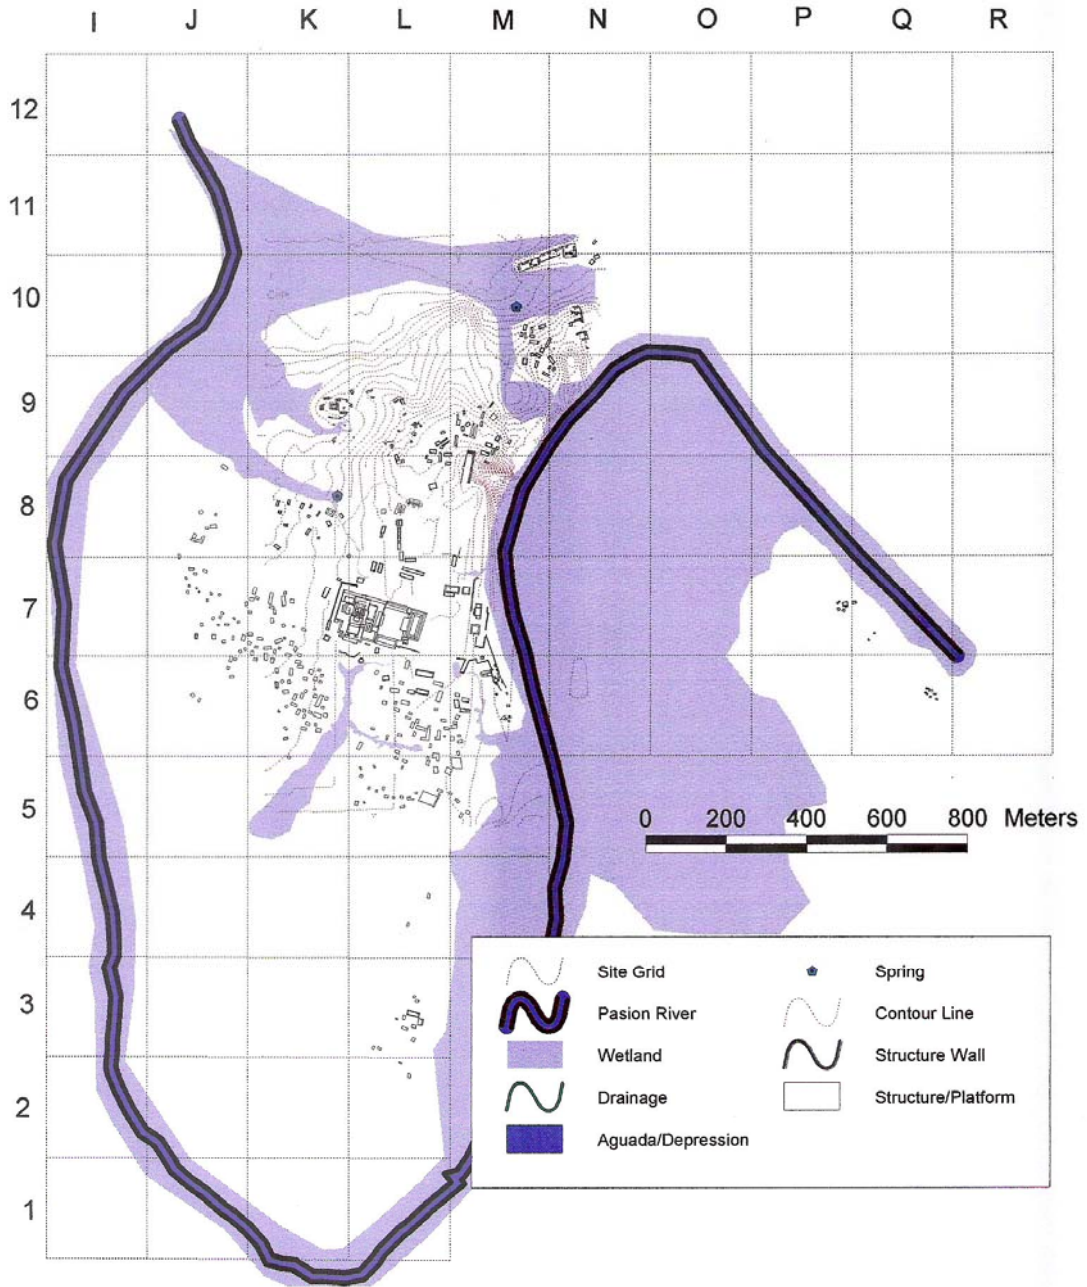 I J K L M N O P Q R
12
11
10
9
8
7
6
5
4
3
2
1
0 200 400 600 800 Meters
Site Grid
Pasion River
Wetland
Drainage
Aguada/Depression
Spring
Contour Line
Structure Wall
Structure/Platform